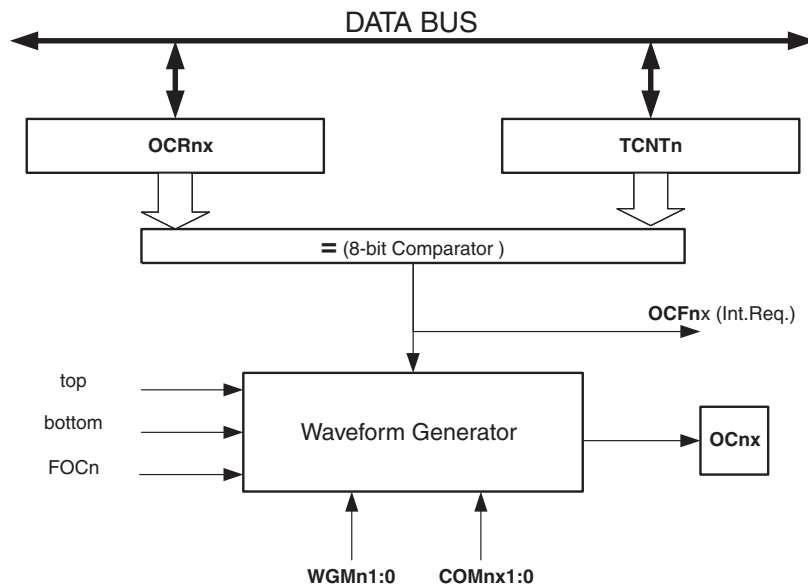 DATA BUS
OCRnx
TCNTn
= (8-bit Comparator )
OCFnx (Int.Req.)
top
bottom
FOCn
Waveform Generator
OCnx
WGMn1:0
COMnx1:0